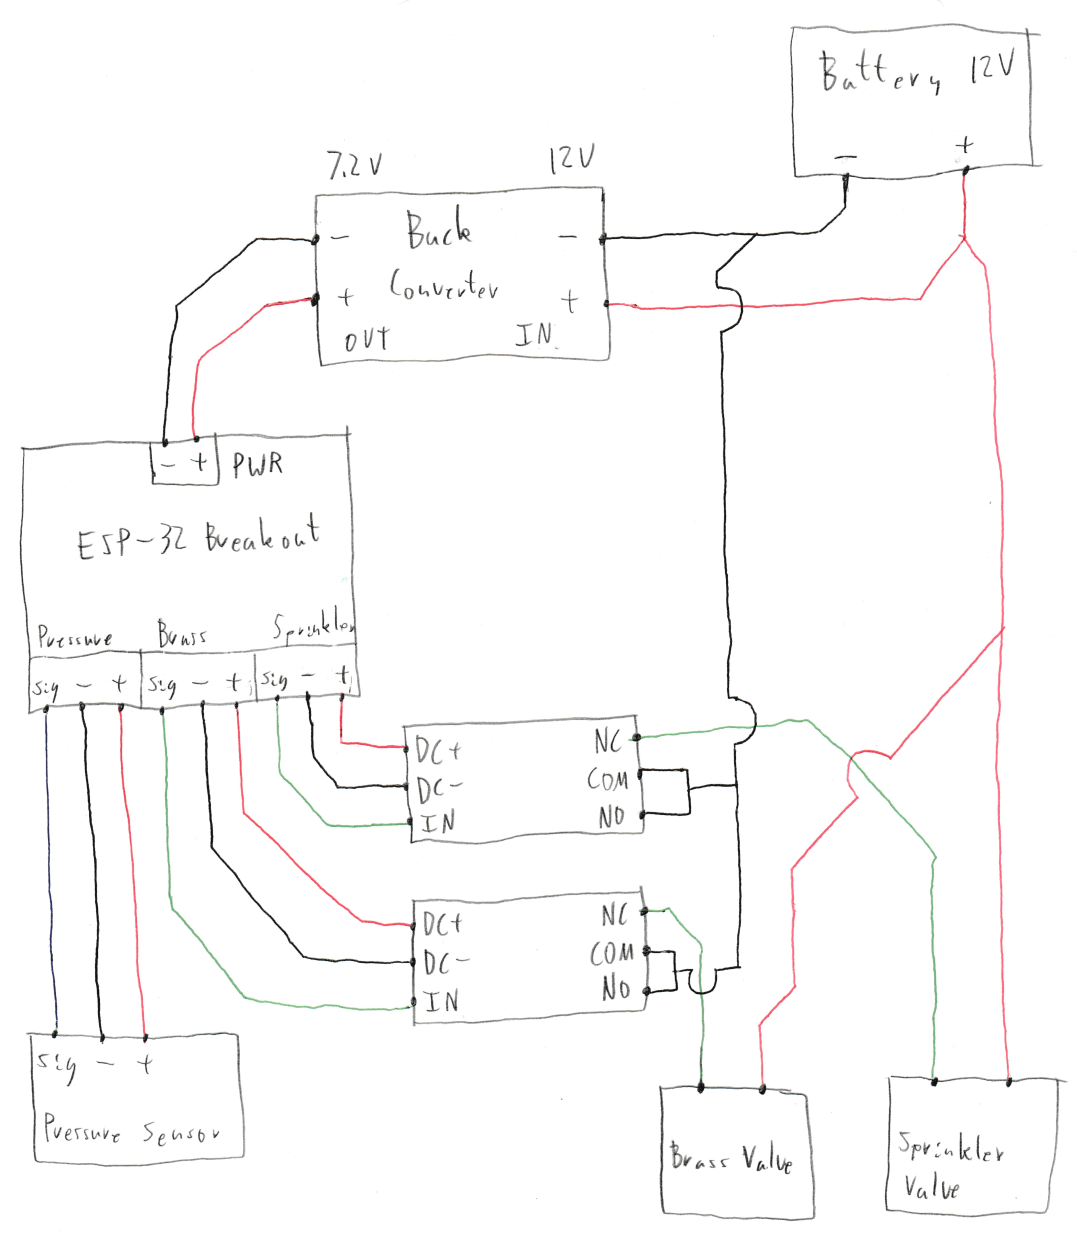 Battery 12V
- +
7.2V 12V
- Buck -
+ Converter +
OUT IN
- + PWR
ESP-32 Breakout
Pressure Brass Sprinkler
sig - + sig - + sig - +
DC+ NC
DC- COM
IN NO
DC+ NC
DC- COM
IN NO
sig - +
Pressure Sensor
Brass Valve
Sprinkler
Valve